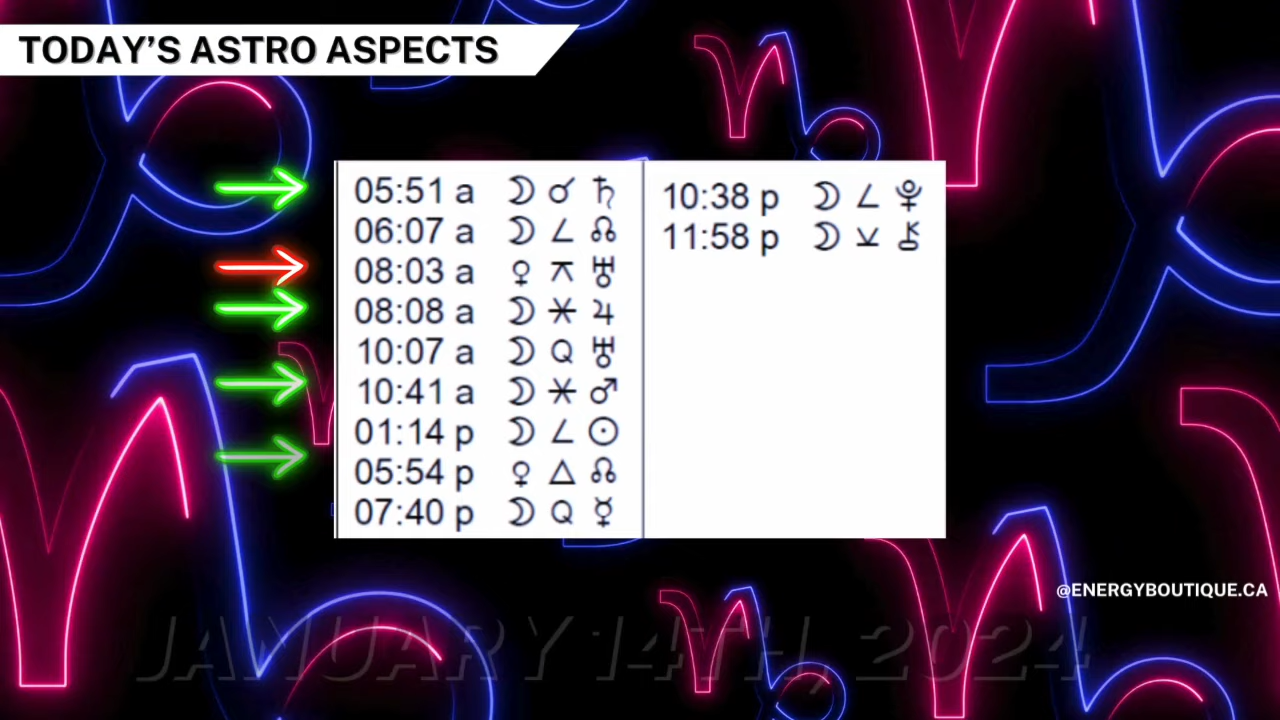 TODAY'S ASTRO ASPECTS
05:51 a ☽ ☌ ♄
06:07 a ☽ ∠ ☊
08:03 a ♀ ⚻ ♅
08:08 a ☽ ⚹ ♃
10:07 a ☽ Q ♅
10:41 a ☽ ⚹ ♂
01:14 p ☽ ∠ ☉
05:54 p ♀ △ ☊
07:40 p ☽ Q ☿
10:38 p ☽ ∠ ⯓
11:58 p ☽ ⚺ ⚷
@ENERGYBOUTIQUE.CA
JANUARY 14TH, 2024